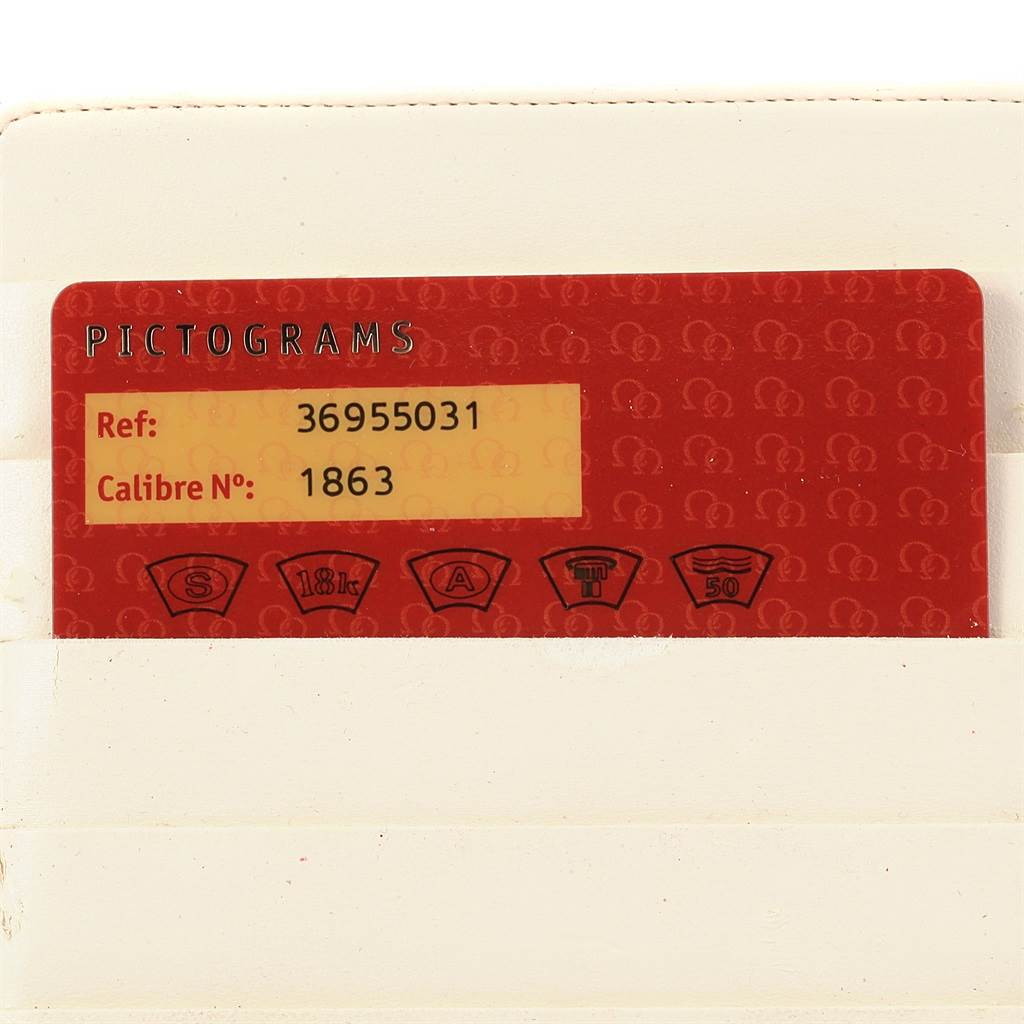 PICTOGRAMS
Ref: 36955031
Calibre Nº: 1863
S 18k A 50